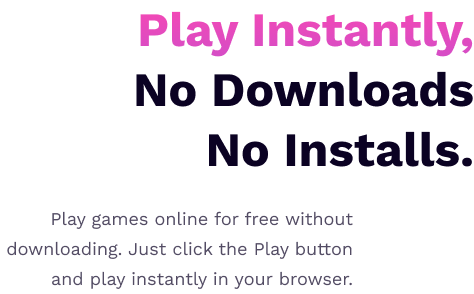 Play Instantly,
No Downloads
No Installs.
Play games online for free without
downloading. Just click the Play button
and play instantly in your browser.